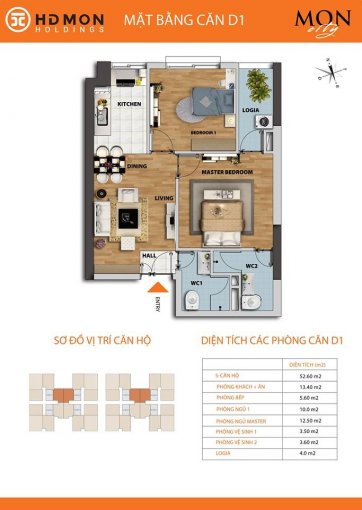 HDMON
HOLDINGS
MẶT BẰNG CĂN D1
MON
city
KITCHEN
BEDROOM 1
LOGIA
DINING
MASTER BEDROOM
LIVING
HALL
WC1
WC2
ENTRY
SƠ ĐỒ VỊ TRÍ CĂN HỘ
DIỆN TÍCH CÁC PHÒNG CĂN D1
DIỆN TÍCH (m2)
S CĂN HỘ 52.60 m2
PHÒNG KHÁCH + ĂN 13.40 m2
PHÒNG BẾP 5.60 m2
PHÒNG NGỦ 1 10.0 m2
PHÒNG NGỦ MASTER 12.50 m2
PHÒNG VỆ SINH 1 3.50 m2
PHÒNG VỆ SINH 2 3.60 m2
LOGIA 4.0 m2